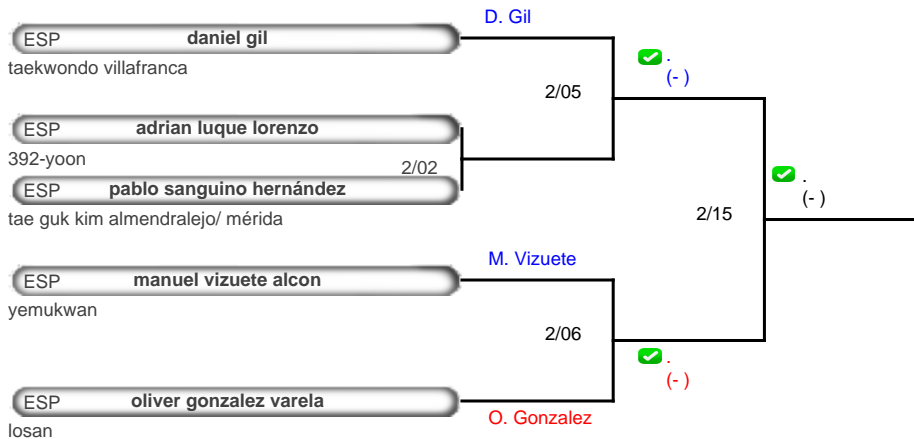 D. Gil
ESP daniel gil
taekwondo villafranca
.
(- )
2/05
ESP adrian luque lorenzo
392-yoon
2/02
ESP pablo sanguino hernández
tae guk kim almendralejo/ mérida
.
(- )
2/15
M. Vizuete
ESP manuel vizuete alcon
yemukwan
2/06
.
(- )
ESP oliver gonzalez varela
O. Gonzalez
losan